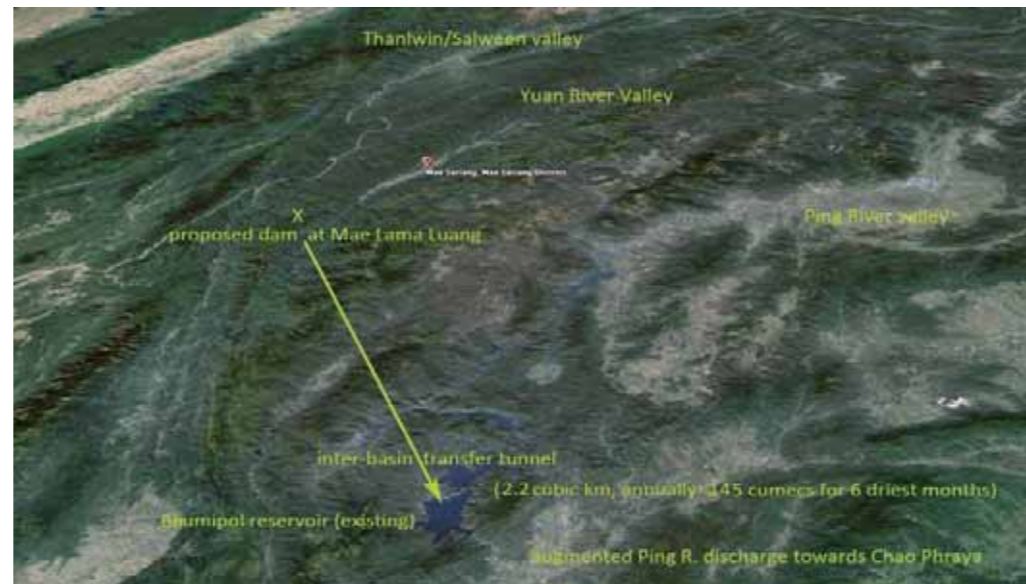 Thanlwin/Salween valley
Yuan River Valley
Mae Sariang, Mae Sariang District
Ping River valley
X
proposed dam at Mae Lama Luang
inter-basin transfer tunnel
(2.2 cubic km, annually: 145 cumecs for 6 driest months)
Bhumipol reservoir (existing)
augmented Ping R. discharge towards Chao Phraya